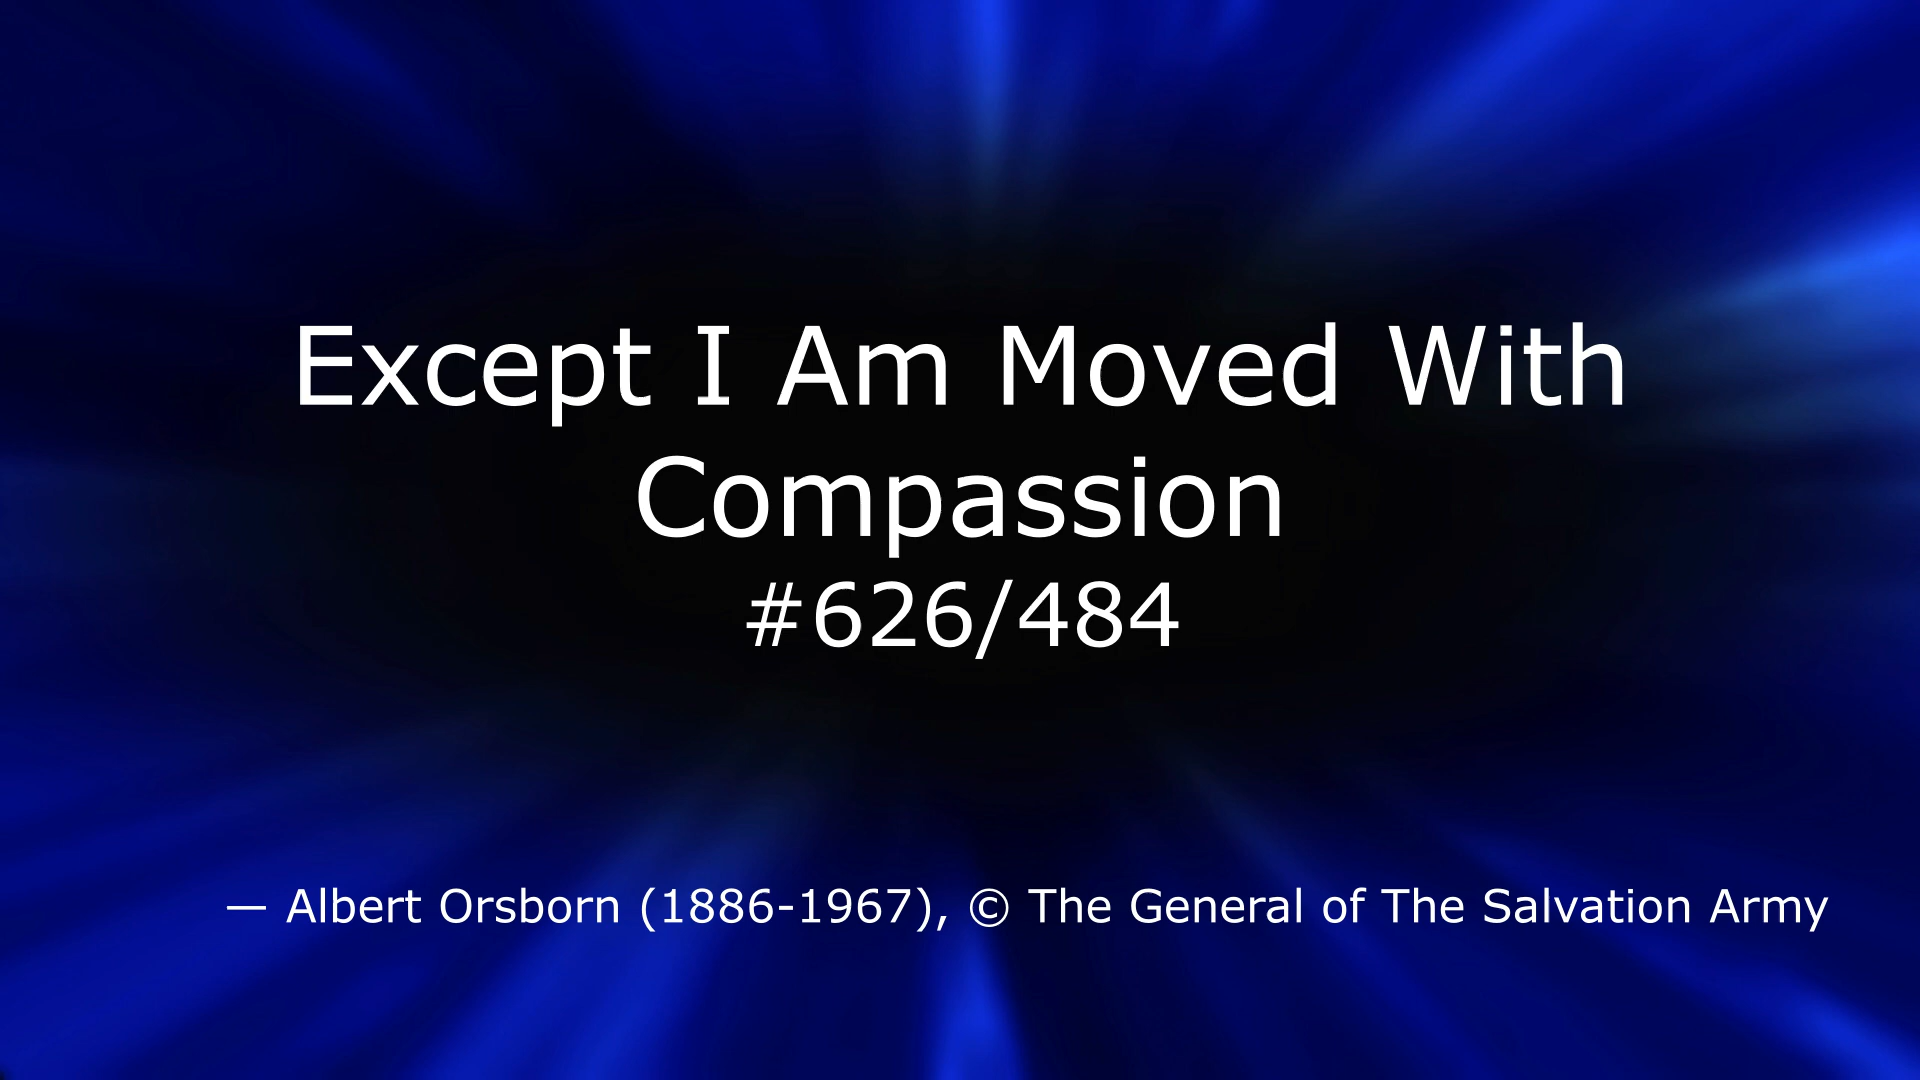 Except I Am Moved With
Compassion
#626/484
— Albert Orsborn (1886-1967), © The General of The Salvation Army